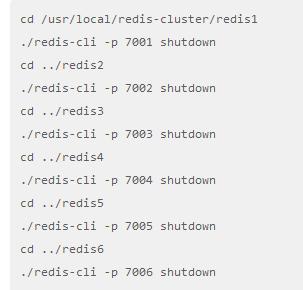 cd /usr/local/redis-cluster/redis1
./redis-cli -p 7001 shutdown
cd ../redis2
./redis-cli -p 7002 shutdown
cd ../redis3
./redis-cli -p 7003 shutdown
cd ../redis4
./redis-cli -p 7004 shutdown
cd ../redis5
./redis-cli -p 7005 shutdown
cd ../redis6
./redis-cli -p 7006 shutdown